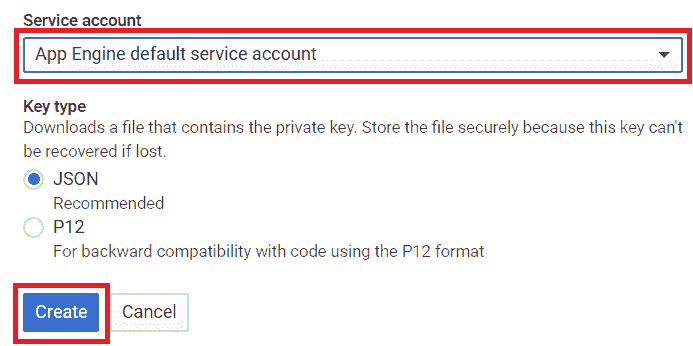 Service account
App Engine default service account
Key type
Downloads a file that contains the private key. Store the file securely because this key can't
be recovered if lost.
JSON
Recommended
P12
For backward compatibility with code using the P12 format
Create
Cancel